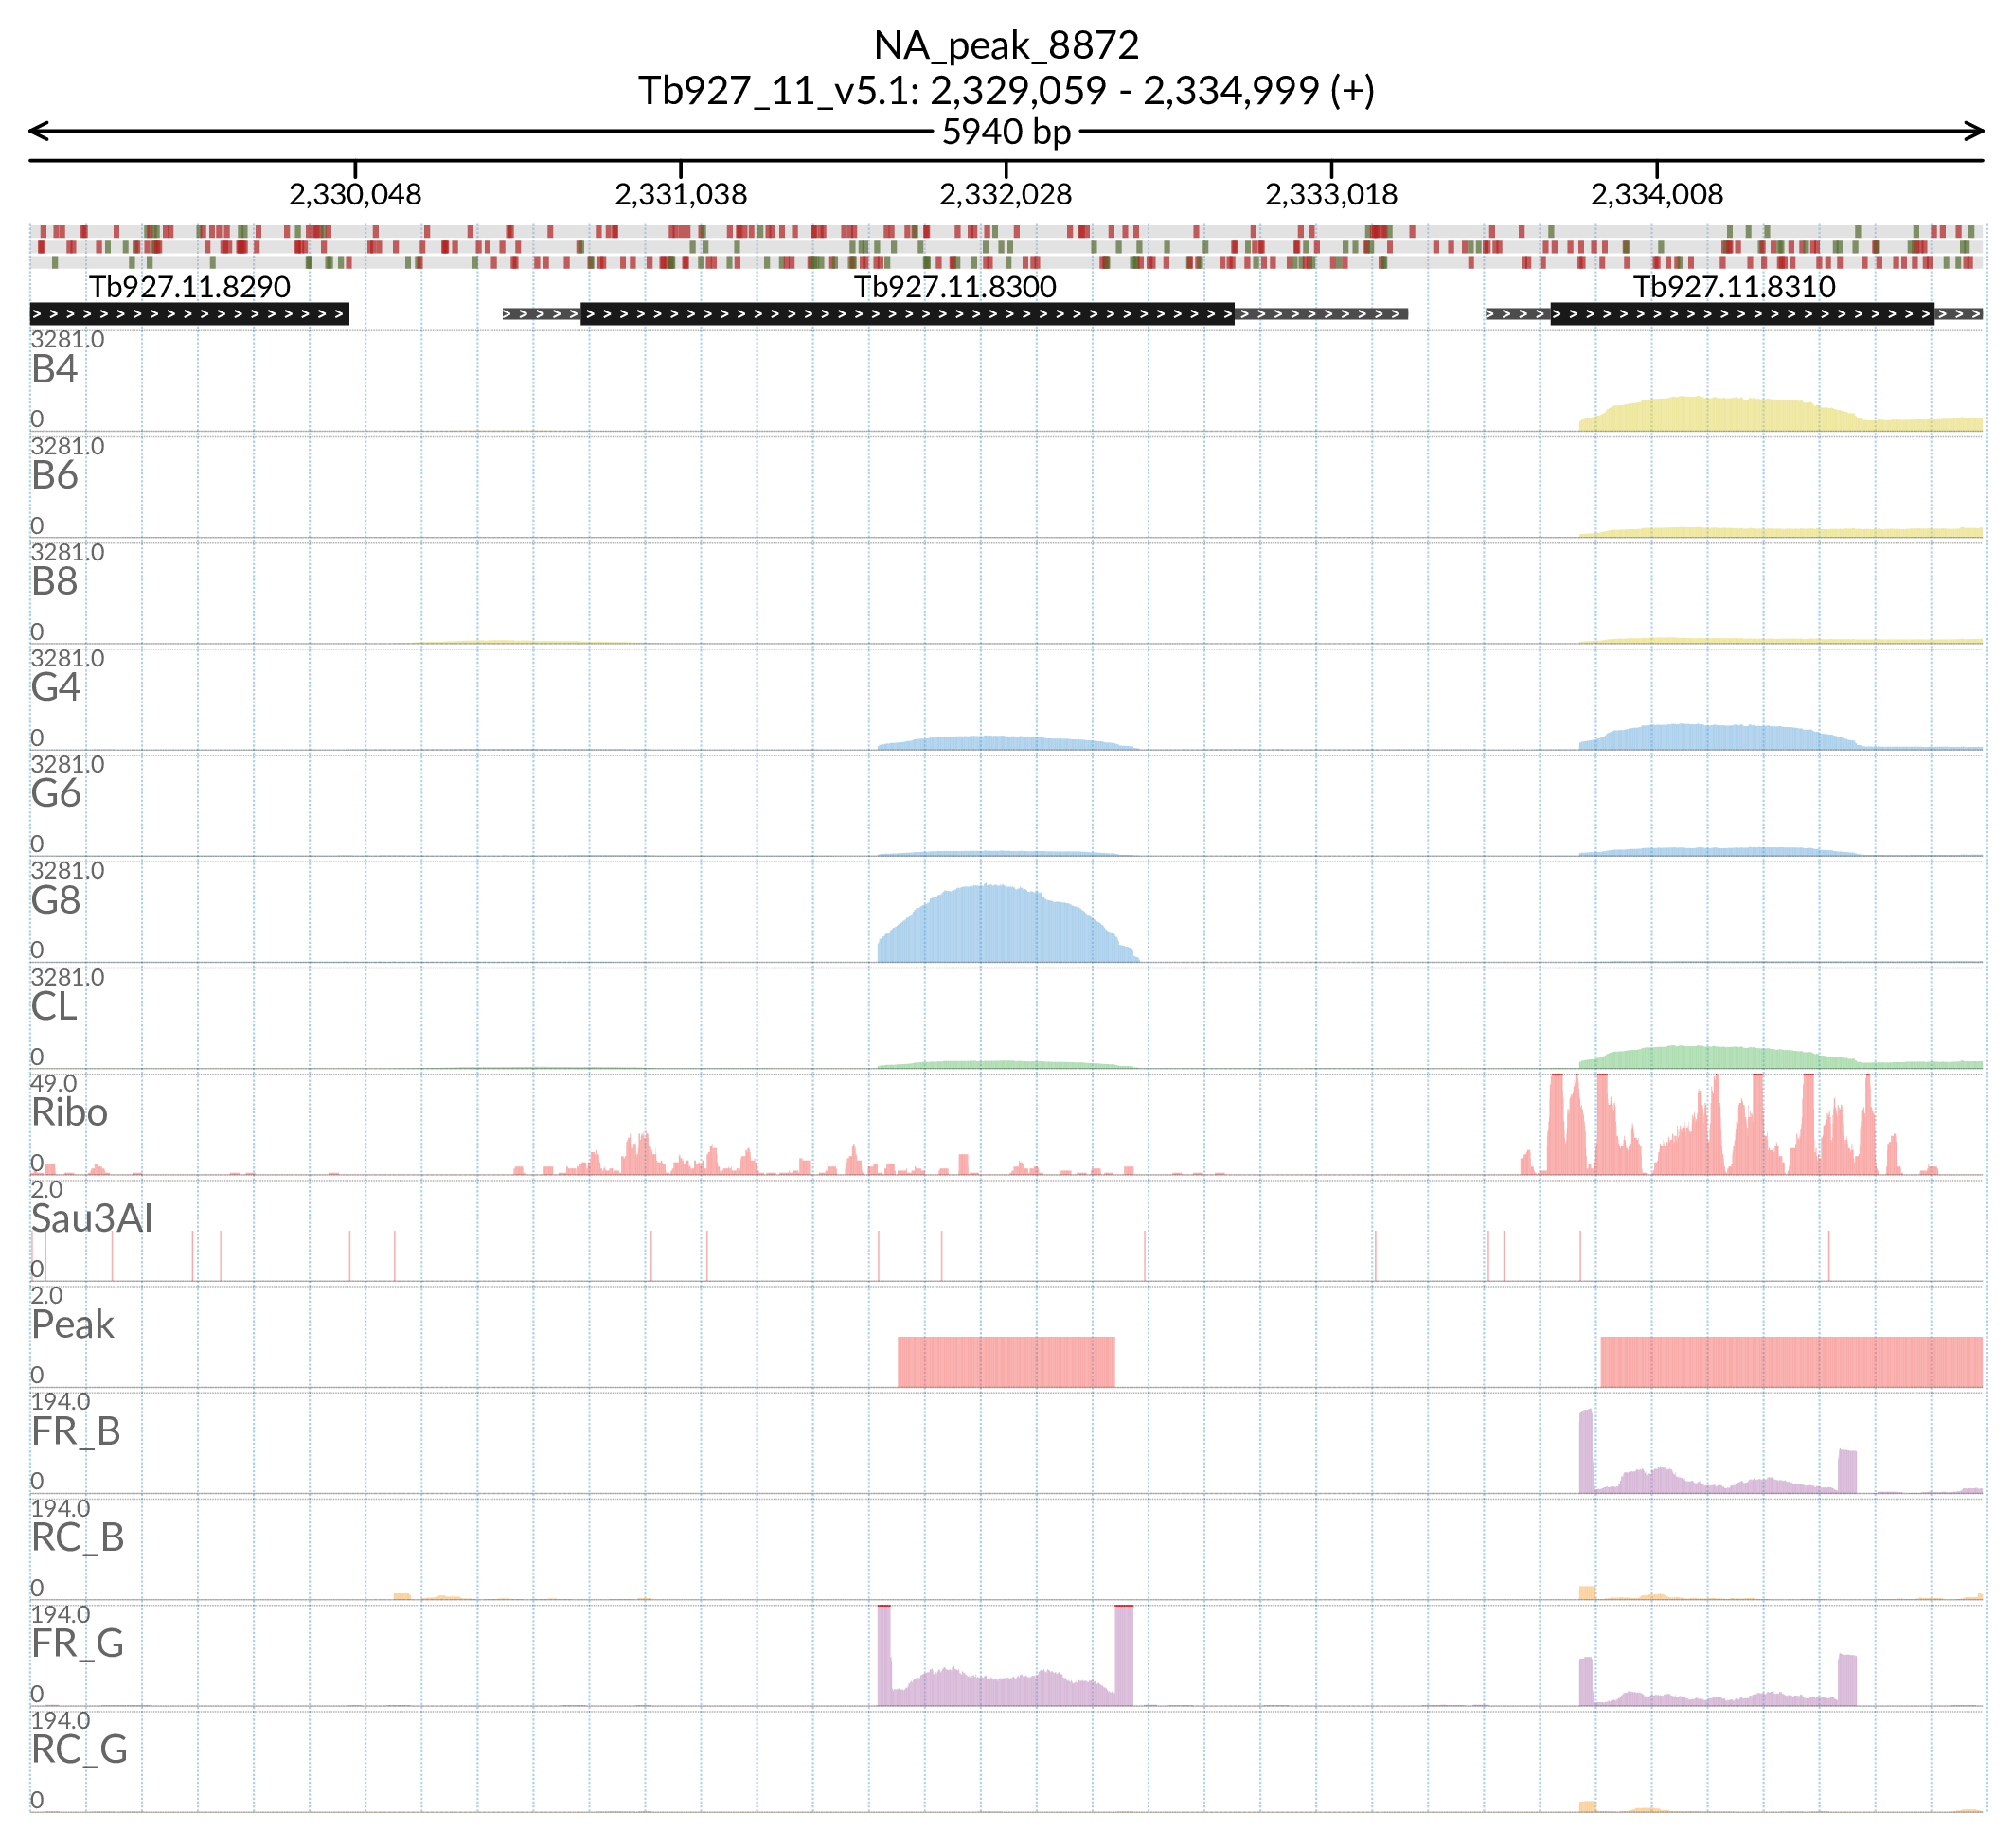 NA_peak_8872
Tb927_11_v5.1: 2,329,059 - 2,334,999 (+)
5940 bp
2,330,048 2,331,038 2,332,028 2,333,018 2,334,008
Tb927.11.8290 Tb927.11.8300 Tb927.11.8310
3281.0
B4
0
3281.0
B6
0
3281.0
B8
0
3281.0
G4
0
3281.0
G6
0
3281.0
G8
0
3281.0
CL
0
49.0
Ribo
0
2.0
Sau3AI
0
2.0
Peak
0
194.0
FR_B
0
194.0
RC_B
0
194.0
FR_G
0
194.0
RC_G
0